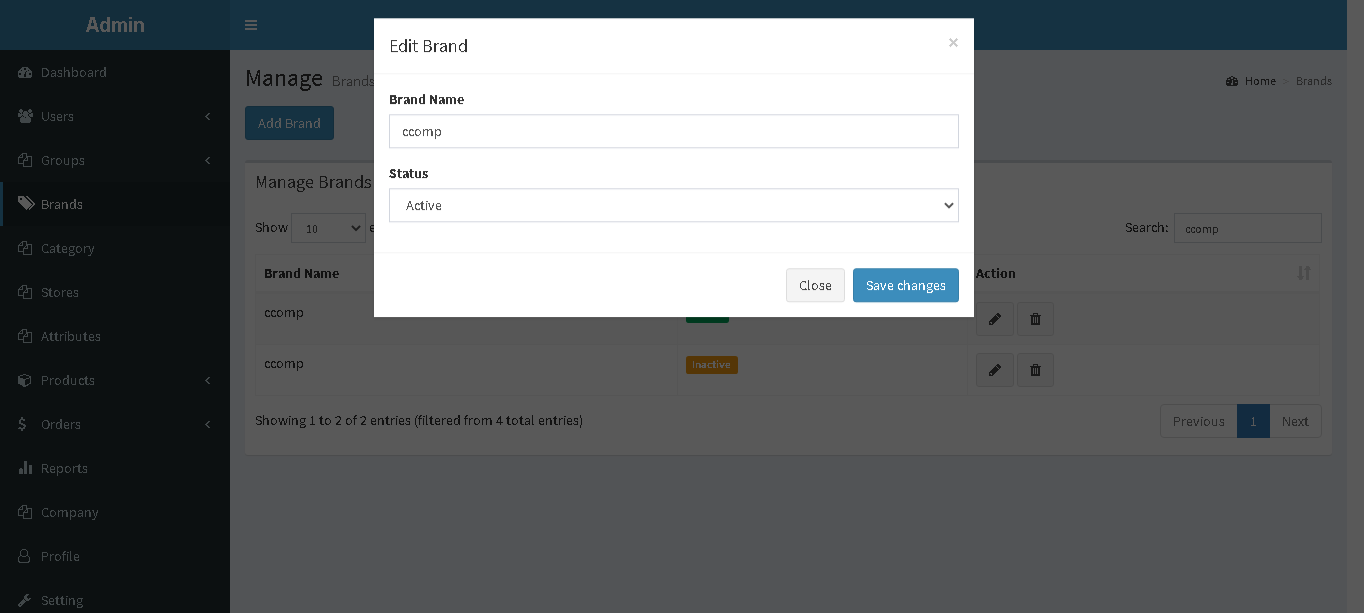 Admin
Dashboard
Users
Groups
Brands
Category
Stores
Attributes
Products
Orders
Reports
Company
Profile
Setting
Manage Brands
Home > Brands
Add Brand
Manage Brands
Show 10 e
Search: ccomp
Brand Name
Action
ccomp
ccomp
Inactive
Showing 1 to 2 of 2 entries (filtered from 4 total entries)
Previous 1 Next
Edit Brand
×
Brand Name
ccomp
Status
Active
Close
Save changes